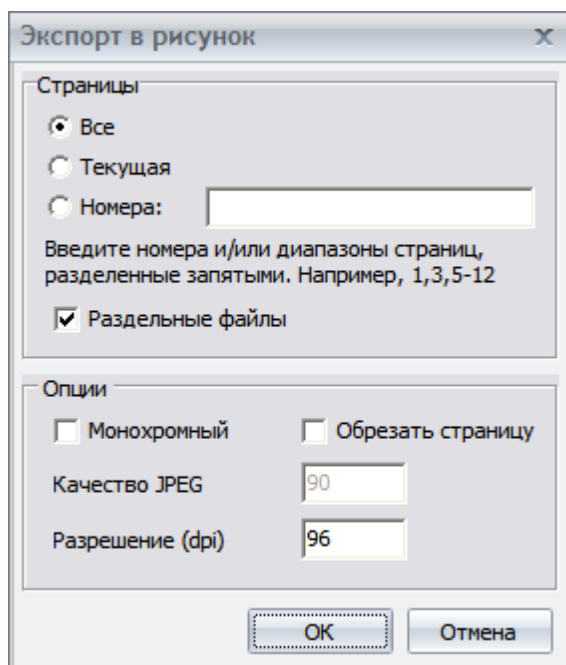 Экспорт в рисунок
x
Страницы
Все
Текущая
Номера:
Введите номера и/или диапазоны страниц,
разделенные запятыми. Например, 1,3,5-12
Раздельные файлы
Опции
Монохромный Обрезать страницу
Качество JPEG 90
Разрешение (dpi) 96
ОК Отмена